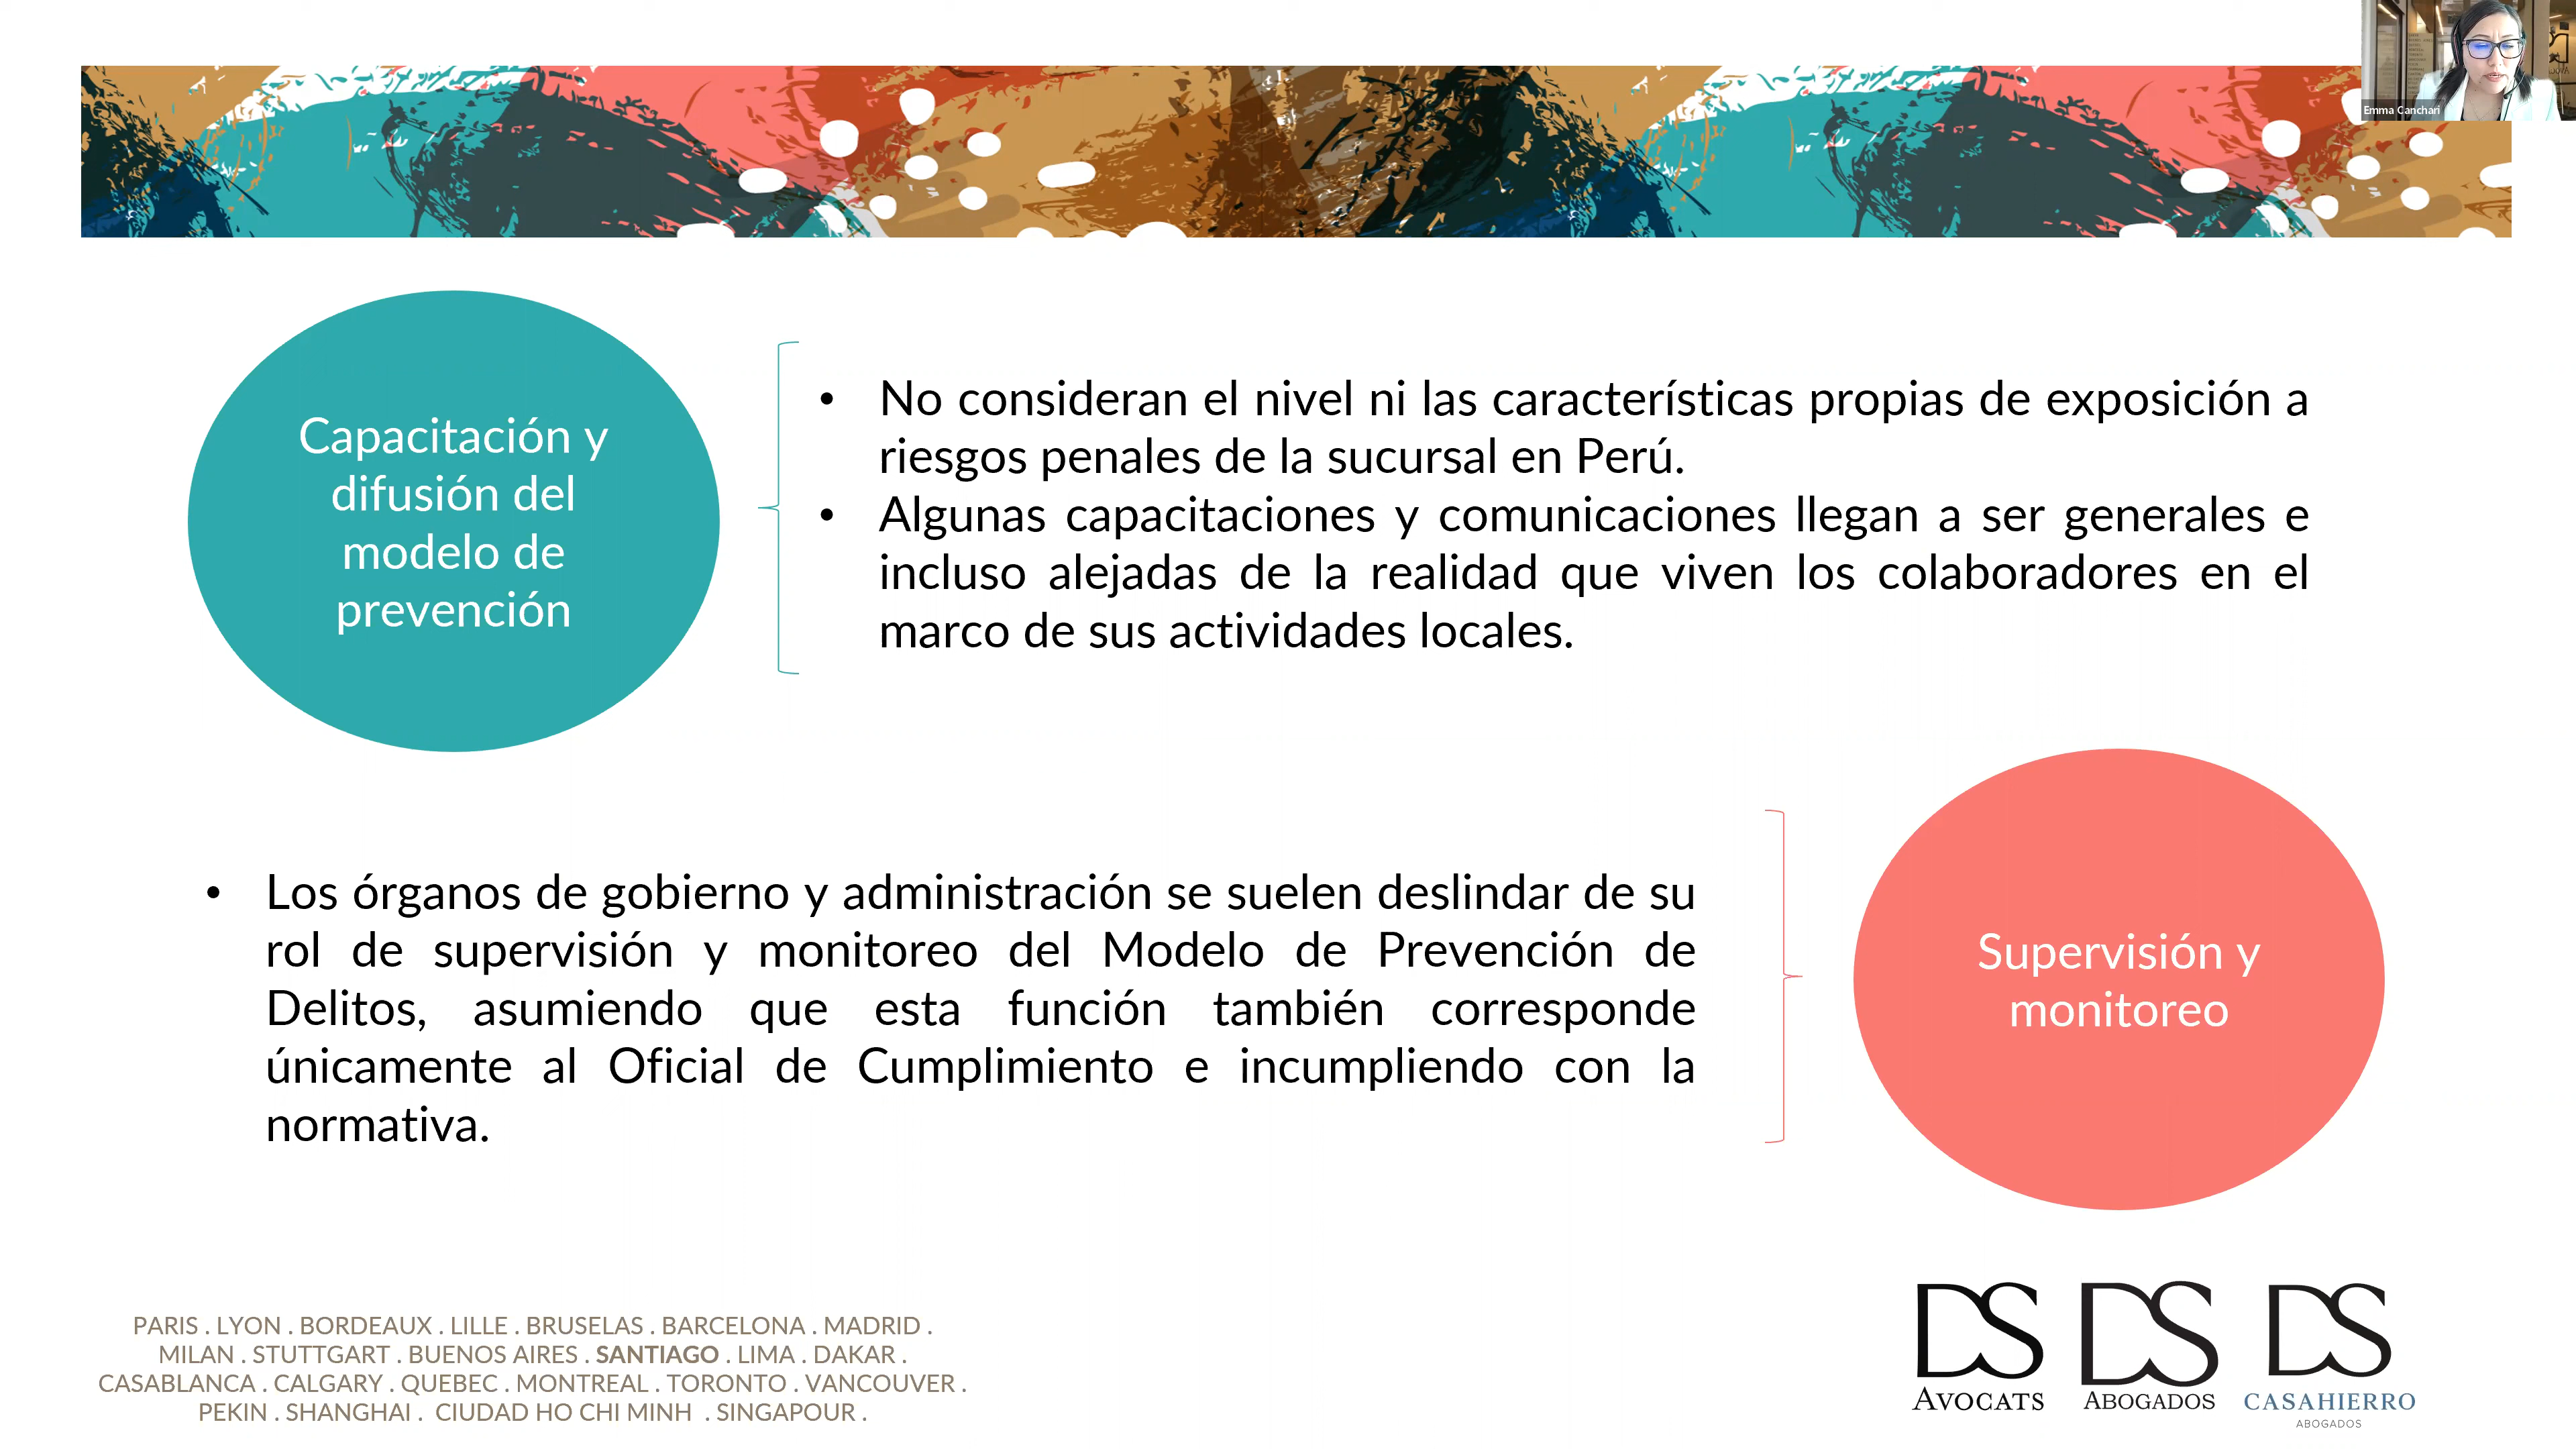 Emma Canchari
Capacitación y
difusión del
modelo de
prevención
• No consideran el nivel ni las características propias de exposición a
riesgos penales de la sucursal en Perú.
• Algunas capacitaciones y comunicaciones llegan a ser generales e
incluso alejadas de la realidad que viven los colaboradores en el
marco de sus actividades locales.
• Los órganos de gobierno y administración se suelen deslindar de su
rol de supervisión y monitoreo del Modelo de Prevención de
Delitos, asumiendo que esta función también corresponde
únicamente al Oficial de Cumplimiento e incumpliendo con la
normativa.
Supervisión y
monitoreo
PARIS . LYON . BORDEAUX . LILLE . BRUSELAS . BARCELONA . MADRID .
MILAN . STUTTGART . BUENOS AIRES . SANTIAGO . LIMA . DAKAR .
CASABLANCA . CALGARY . QUEBEC . MONTREAL . TORONTO . VANCOUVER .
PEKIN . SHANGHAI . CIUDAD HO CHI MINH . SINGAPOUR .
DS
AVOCATS
DS
ABOGADOS
DS
CASAHIERRO
ABOGADOS